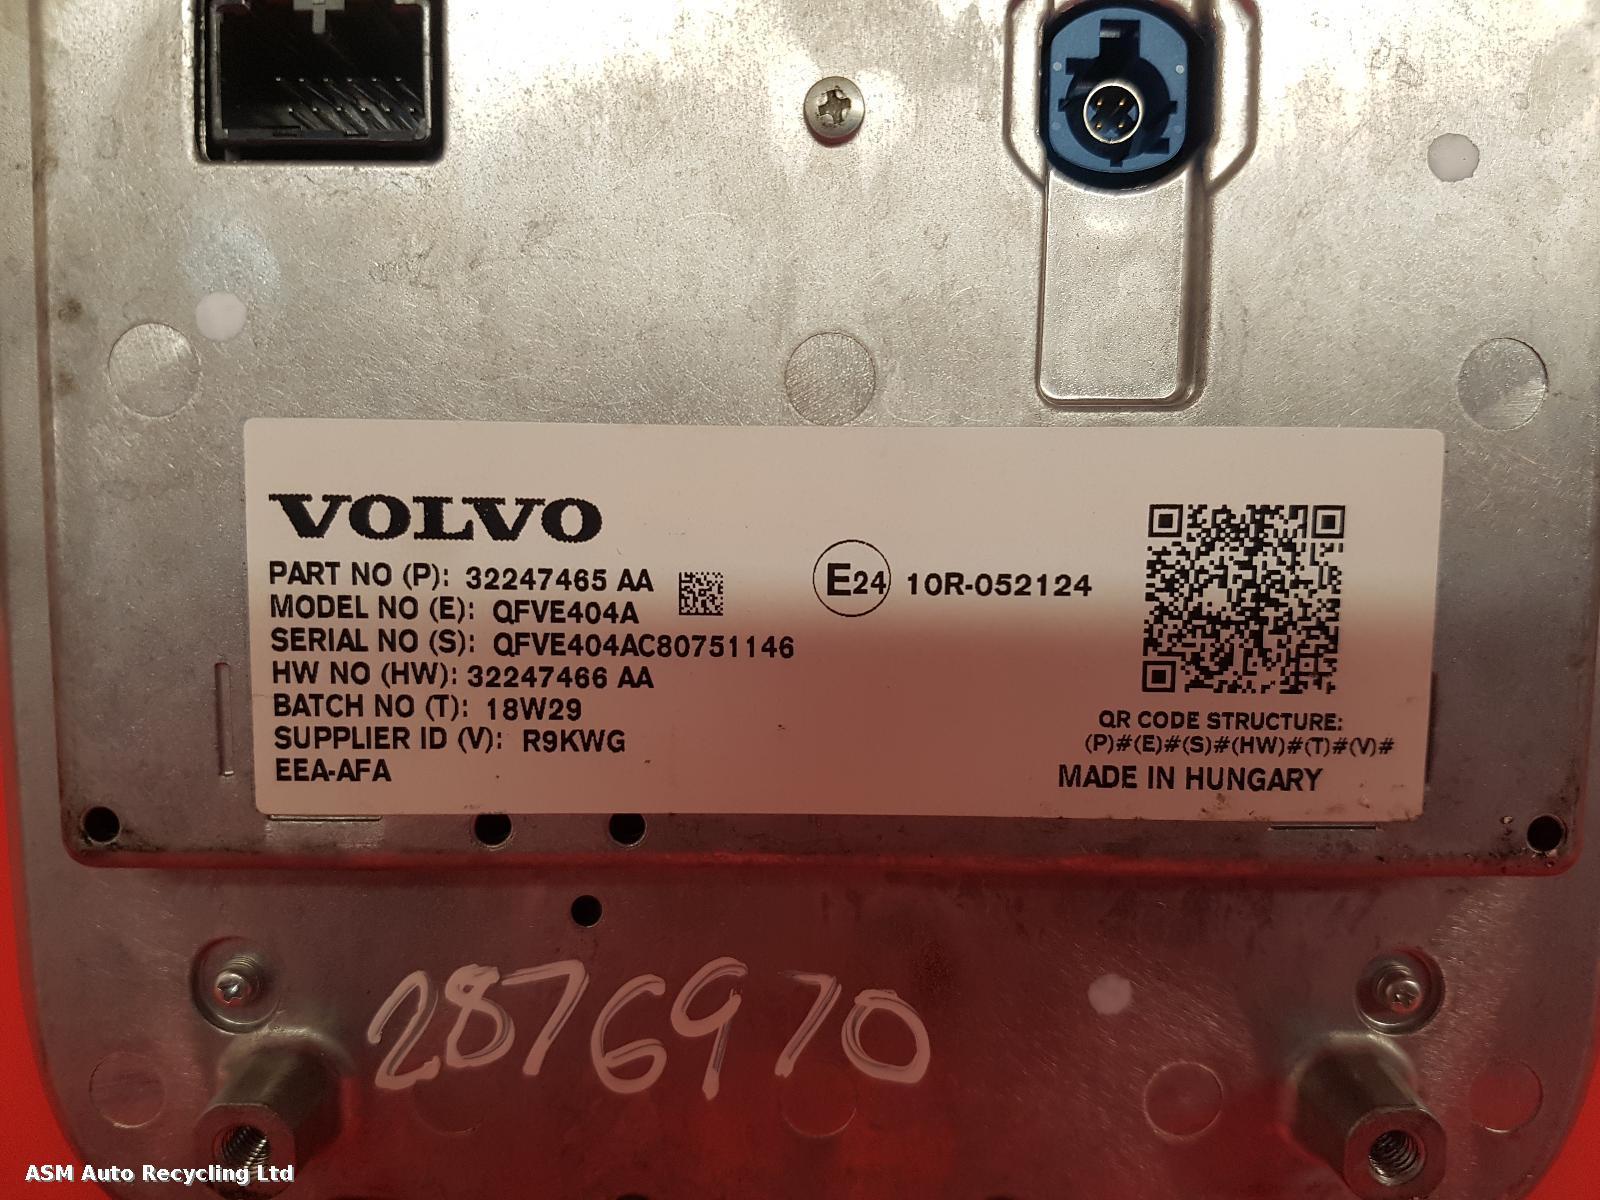 VOLVO
PART NO (P): 32247465 AA
MODEL NO (E): QFVE404A
SERIAL NO (S): QFVE404AC80751146
HW NO (HW): 32247466 AA
BATCH NO (T): 18W29
SUPPLIER ID (V): R9KWG
EEA-AFA
E24 10R-052124
QR CODE STRUCTURE:
(P)#(E)#(S)#(HW)#(T)#(V)#
MADE IN HUNGARY
2876970
ASM Auto Recycling Ltd